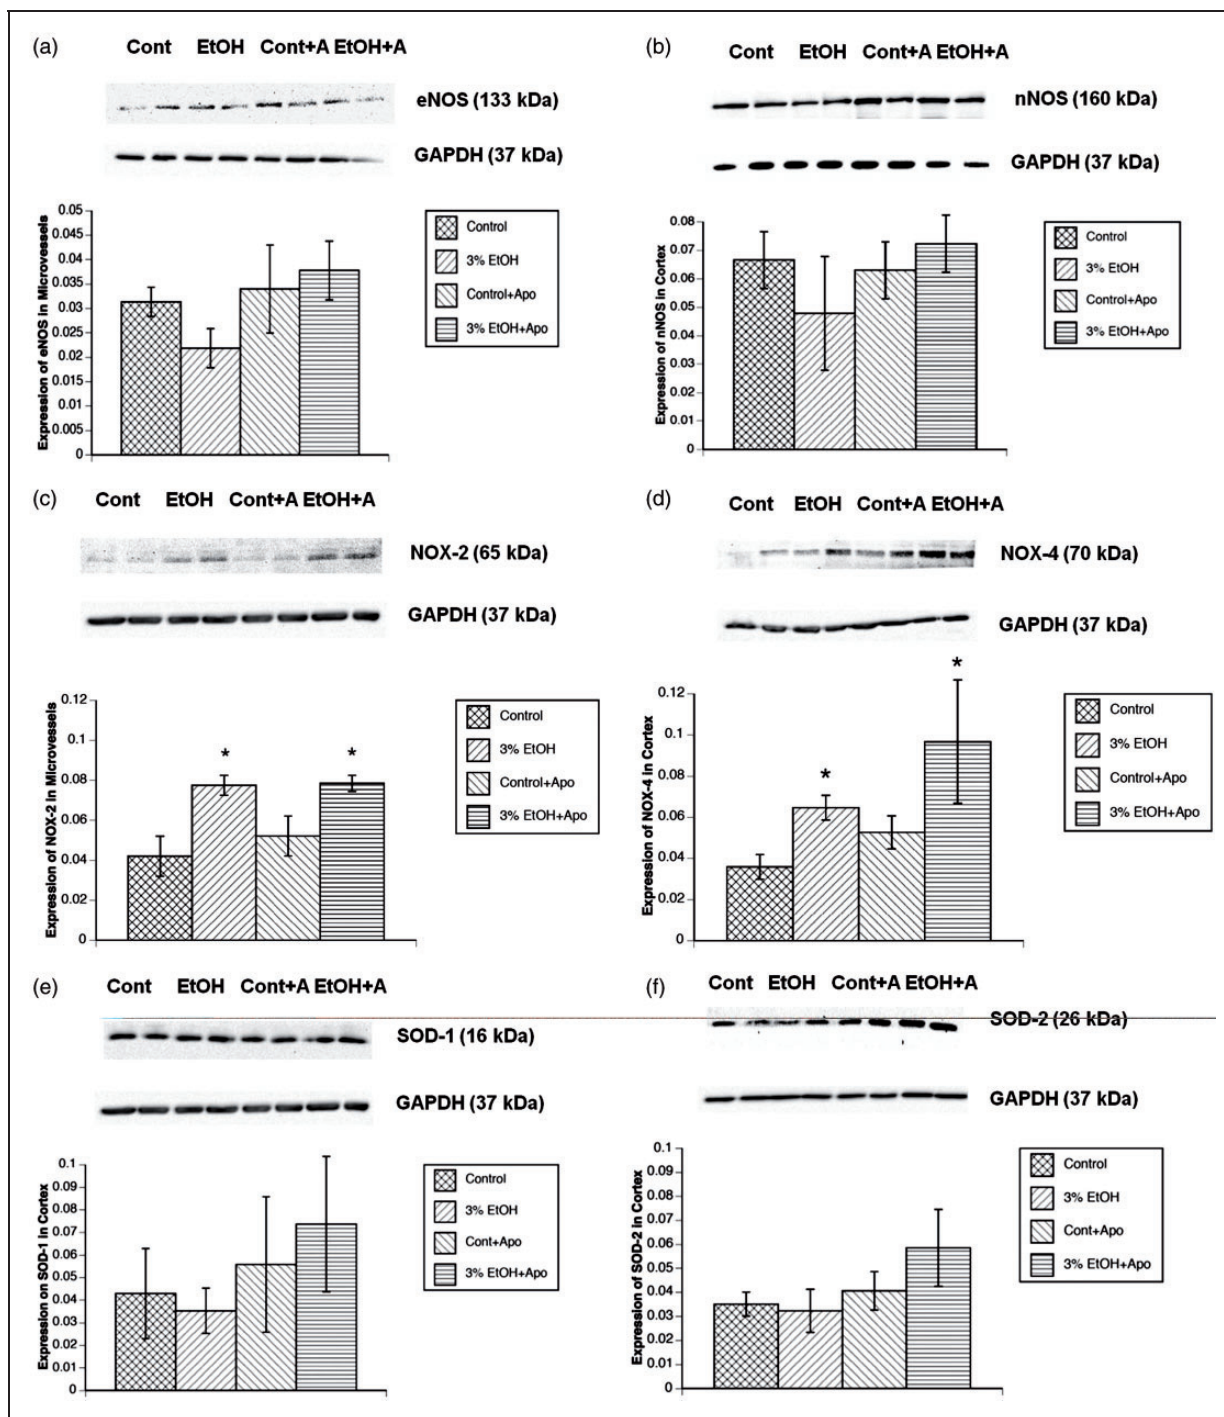 (a)
Cont EtOH Cont+A EtOH+A
eNOS (133 kDa)
GAPDH (37 kDa)
Expression of eNOS in Microvessels
0.05
0.045
0.04
0.035
0.03
0.025
0.02
0.015
0.01
0.005
0
Control
3% EtOH
Control+Apo
3% EtOH+Apo
(b)
Cont EtOH Cont+A EtOH+A
nNOS (160 kDa)
GAPDH (37 kDa)
Expression of nNOS in Cortex
0.08
0.07
0.06
0.05
0.04
0.03
0.02
0.01
0
Control
3% EtOH
Control+Apo
3% EtOH+Apo
(c)
Cont EtOH Cont+A EtOH+A
NOX-2 (65 kDa)
GAPDH (37 kDa)
Expression of NOX-2 in Microvessels
0.12
0.1
0.08
0.06
0.04
0.02
0
* *
Control
3% EtOH
Control+Apo
3% EtOH+Apo
(d)
Cont EtOH Cont+A EtOH+A
NOX-4 (70 kDa)
GAPDH (37 kDa)
Expression of NOX-4 in Cortex
0.12
0.1
0.08
0.06
0.04
0.02
0
*
*
Control
3% EtOH
Control+Apo
3% EtOH+Apo
(e)
Cont EtOH Cont+A EtOH+A
SOD-1 (16 kDa)
GAPDH (37 kDa)
Expression on SOD-1 in Cortex
0.1
0.09
0.08
0.07
0.06
0.05
0.04
0.03
0.02
0.01
0
Control
3% EtOH
Cont+Apo
3% EtOH+Apo
(f)
Cont EtOH Cont+A EtOH+A
SOD-2 (26 kDa)
GAPDH (37 kDa)
Expression of SOD-2 in Cortex
0.1
0.09
0.08
0.07
0.06
0.05
0.04
0.03
0.02
0.01
0
Control
3% EtOH
Cont+Apo
3% EtOH+Apo